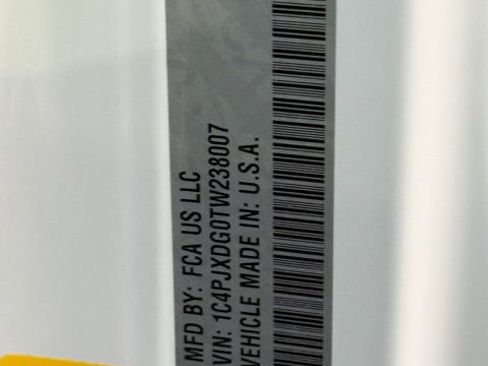 MFD BY: FCA US LLC
VIN: 1C4PJXDG0TW238007
VEHICLE MADE IN: U.S.A.